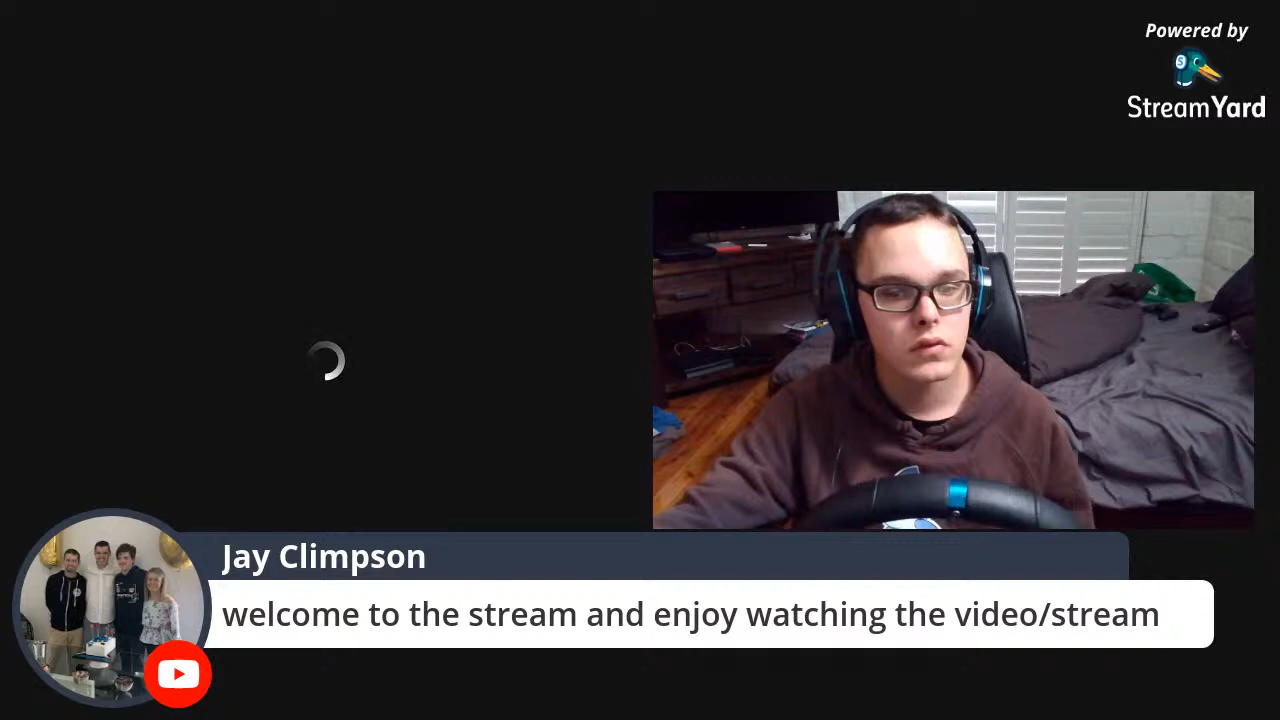 Powered by
StreamYard
Jay Climpson
welcome to the stream and enjoy watching the video/stream